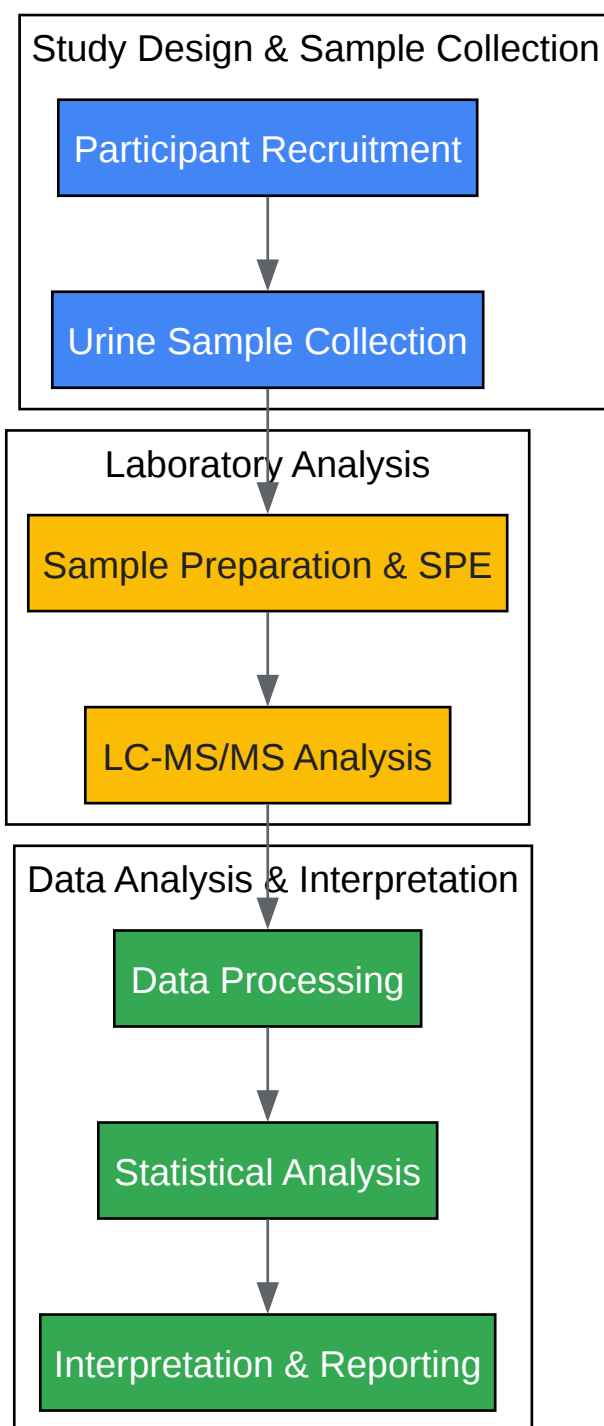 Study Design & Sample Collection
Participant Recruitment
Urine Sample Collection
Laboratory Analysis
Sample Preparation & SPE
LC-MS/MS Analysis
Data Analysis & Interpretation
Data Processing
Statistical Analysis
Interpretation & Reporting